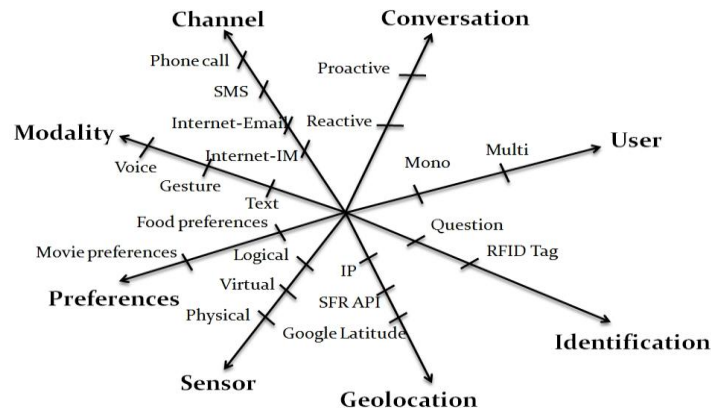 Channel
Conversation
Phone call
Proactive
SMS
Internet-Email
Reactive
Modality
User
Internet-IM
Multi
Mono
Voice
Gesture
Text
Food preferences
Question
Movie preferences
Logical
RFID Tag
IP
Virtual
Preferences
SFR API
Physical
Google Latitude
Identification
Sensor
Geolocation